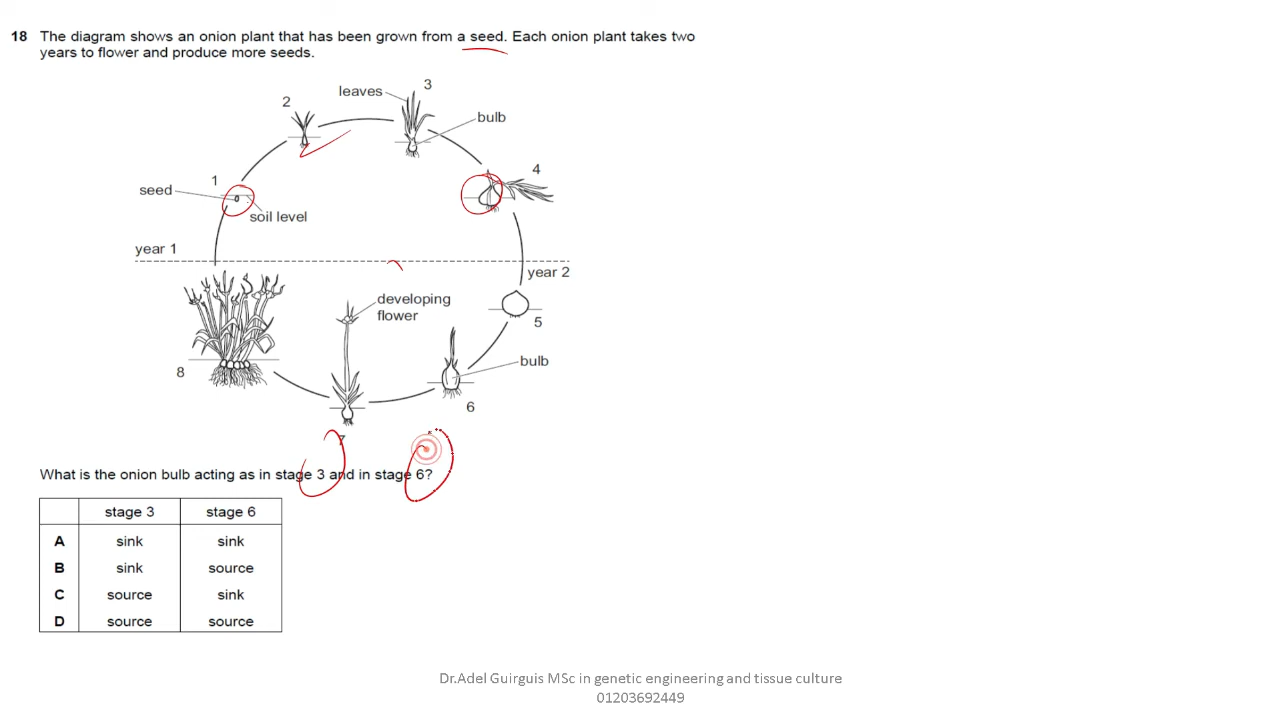 18 The diagram shows an onion plant that has been grown from a seed. Each onion plant takes two
years to flower and produce more seeds.
leaves
3
2
bulb
4
1
seed
soil level
year 1
year 2
developing
flower
5
bulb
8
6
7
What is the onion bulb acting as in stage 3 and in stage 6?
stage 3 stage 6
A sink sink
B sink source
C source sink
D source source
Dr.Adel Guirguis MSc in genetic engineering and tissue culture
01203692449